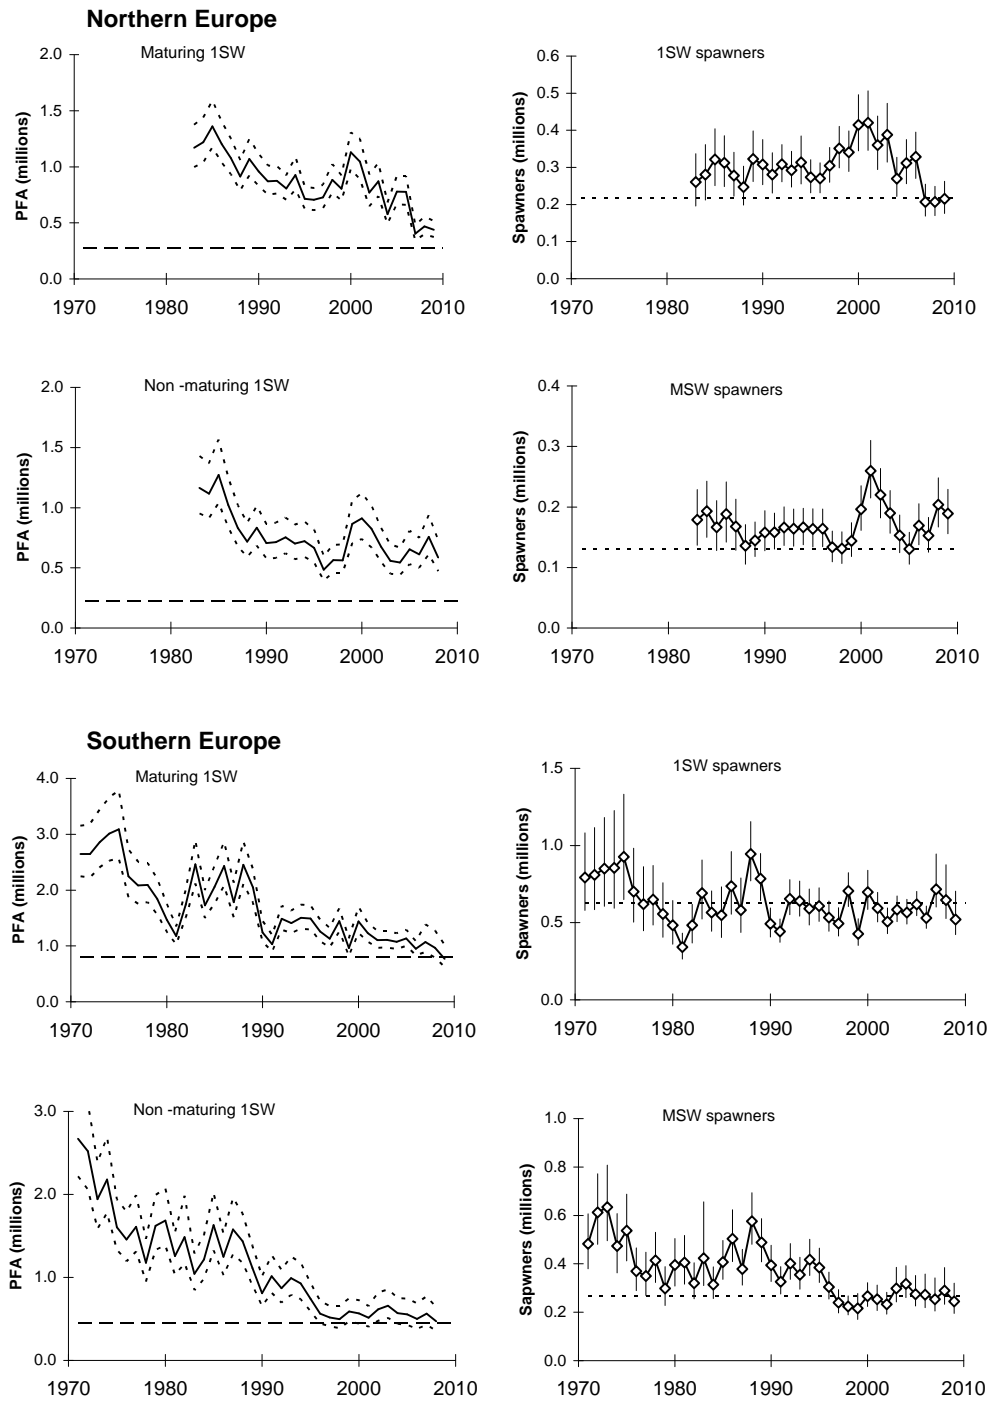 Northern Europe
Maturing 1SW
PFA (millions)
2.0
1.5
1.0
0.5
0.0
1970 1980 1990 2000 2010
1SW spawners
Spawners (millions)
0.6
0.5
0.4
0.3
0.2
0.1
0.0
1970 1980 1990 2000 2010
Non -maturing 1SW
PFA (millions)
2.0
1.5
1.0
0.5
0.0
1970 1980 1990 2000 2010
MSW spawners
Spawners (millions)
0.4
0.3
0.2
0.1
0.0
1970 1980 1990 2000 2010
Southern Europe
Maturing 1SW
PFA (millions)
4.0
3.0
2.0
1.0
0.0
1970 1980 1990 2000 2010
1SW spawners
Spawners (millions)
1.5
1.0
0.5
0.0
1970 1980 1990 2000 2010
Non -maturing 1SW
PFA (millions)
3.0
2.0
1.0
0.0
1970 1980 1990 2000 2010
MSW spawners
Sapwners (millions)
1.0
0.8
0.6
0.4
0.2
0.0
1970 1980 1990 2000 2010